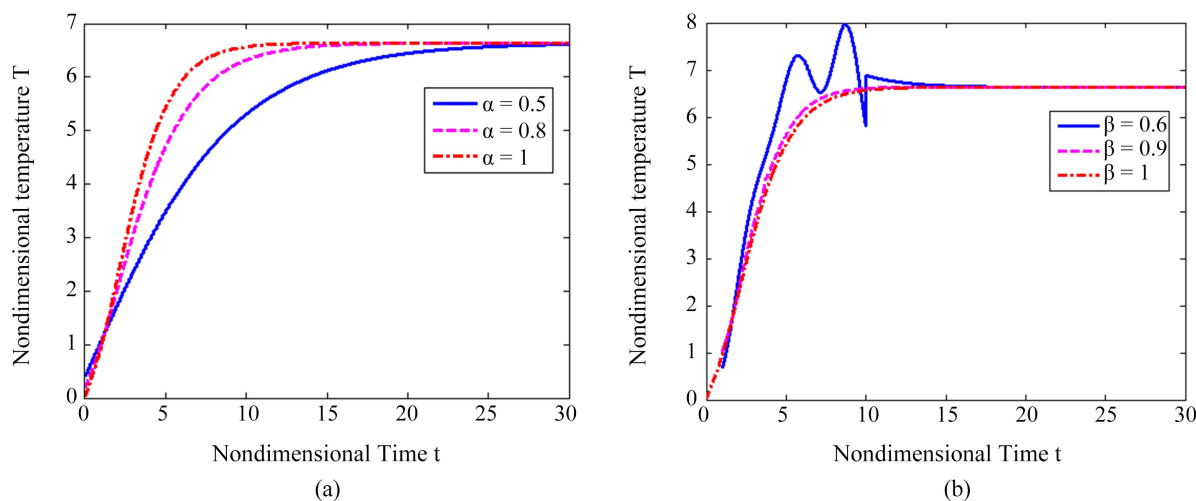 Nondimensional temperature T
7
6
5
4
3
2
1
0
0 5 10 15 20 25 30
α = 0.5
α = 0.8
α = 1
Nondimensional Time t
(a)
Nondimensional temperature T
8
7
6
5
4
3
2
1
0
0 5 10 15 20 25 30
β = 0.6
β = 0.9
β = 1
Nondimensional Time t
(b)